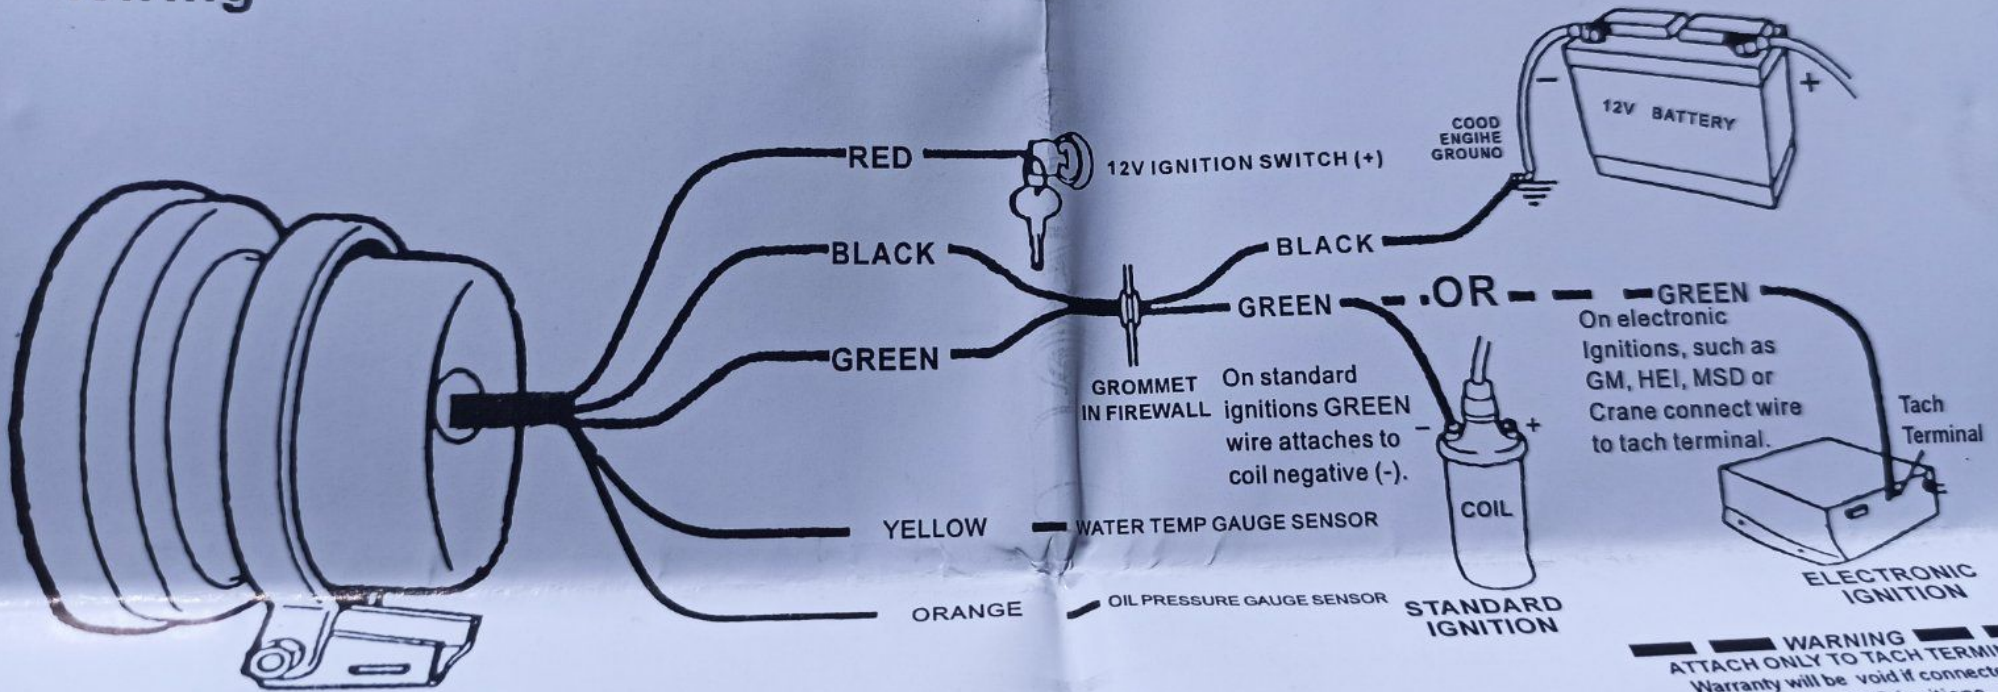 12V BATTERY
-
+
COOD
ENGIHE
GROUNO
RED
12V IGNITION SWITCH (+)
BLACK
BLACK
GREEN
GREEN
.OR
GREEN
GROMMET
IN FIREWALL
On standard
ignitions GREEN
wire attaches to
coil negative (-).
On electronic
Ignitions, such as
GM, HEI, MSD or
Crane connect wire
to tach terminal.
Tach
Terminal
-
+
COIL
YELLOW
WATER TEMP GAUGE SENSOR
ORANGE
OIL PRESSURE GAUGE SENSOR
STANDARD
IGNITION
ELECTRONIC
IGNITION
WARNING
ATTACH ONLY TO TACH
Warranty will be void if